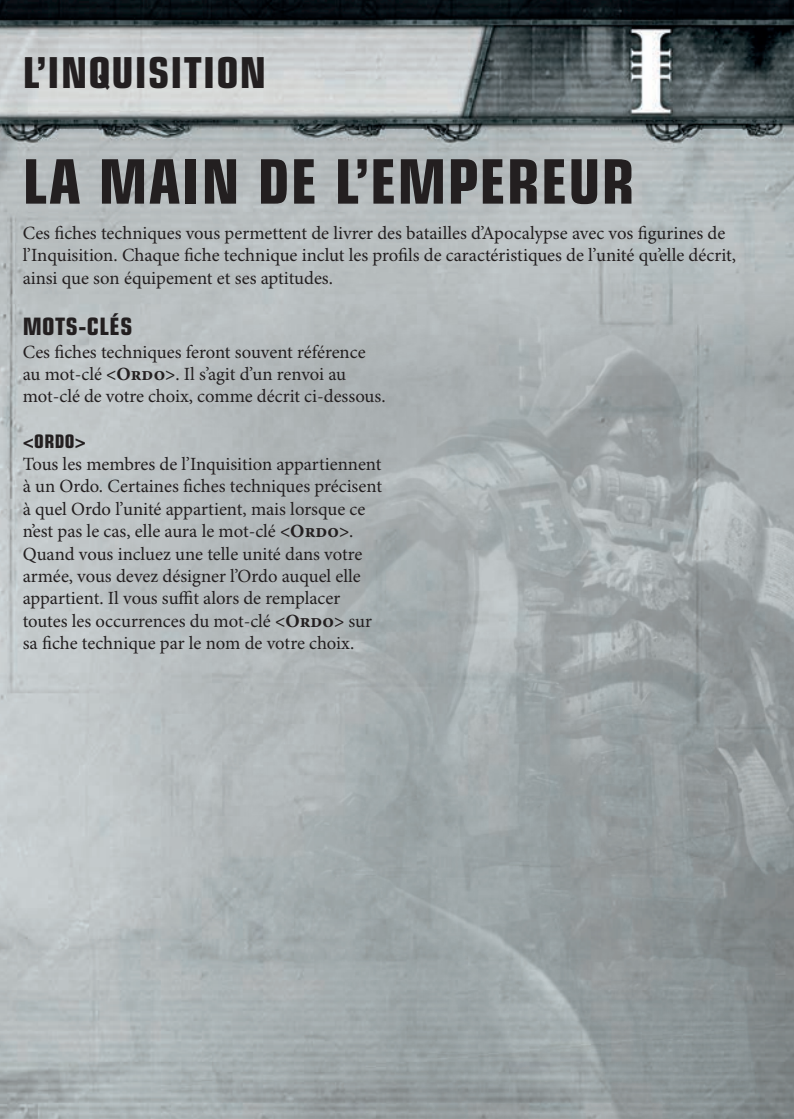 L'INQUISITION
LA MAIN DE L'EMPEREUR
Ces fiches techniques vous permettent de livrer des batailles d'Apocalypse avec vos figurines de
l'Inquisition. Chaque fiche technique inclut les profils de caractéristiques de l'unité qu'elle décrit,
ainsi que son équipement et ses aptitudes.
MOTS-CLÉS
Ces fiches techniques feront souvent référence
au mot-clé <ORDO>. Il s'agit d'un renvoi au
mot-clé de votre choix, comme décrit ci-dessous.
<ORDO>
Tous les membres de l'Inquisition appartiennent
à un Ordo. Certaines fiches techniques précisent
à quel Ordo l'unité appartient, mais lorsque ce
n'est pas le cas, elle aura le mot-clé <ORDO>.
Quand vous incluez une telle unité dans votre
armée, vous devez désigner l'Ordo auquel elle
appartient. Il vous suffit alors de remplacer
toutes les occurrences du mot-clé <ORDO> sur
sa fiche technique par le nom de votre choix.